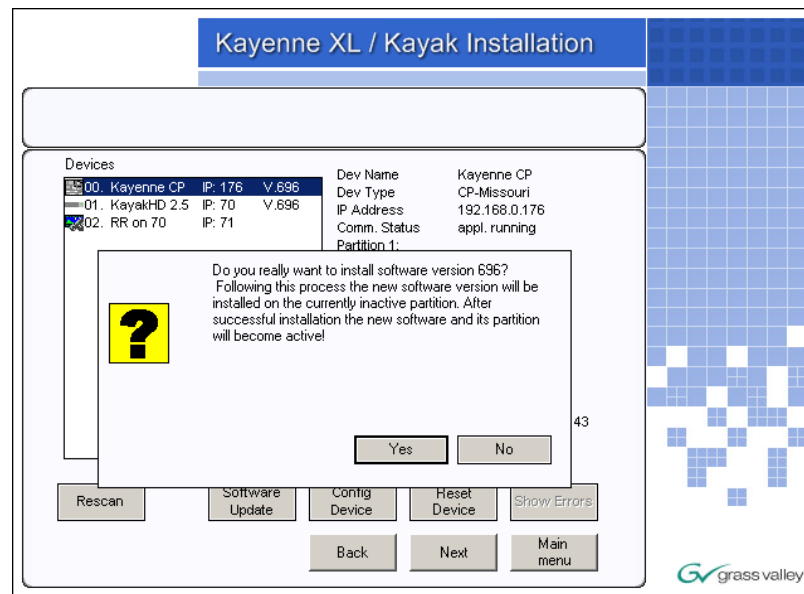 Kayenne XL / Kayak Installation
Devices
00. Kayenne CP IP: 176 V.696
01. KayakHD 2.5 IP: 70 V.696
02. RR on 70 IP: 71
Dev Name Kayenne CP
Dev Type CP-Missouri
IP Address 192.168.0.176
Comm. Status appl. running
Partition 1:
Do you really want to install software version 696?
Following this process the new software version will be
installed on the currently inactive partition. After
successful installation the new software and its partition
will become active!
?
43
Yes No
Rescan
Software
Update
Config
Device
Reset
Device
Show Errors
Back
Next
Main
menu
GV grass valley